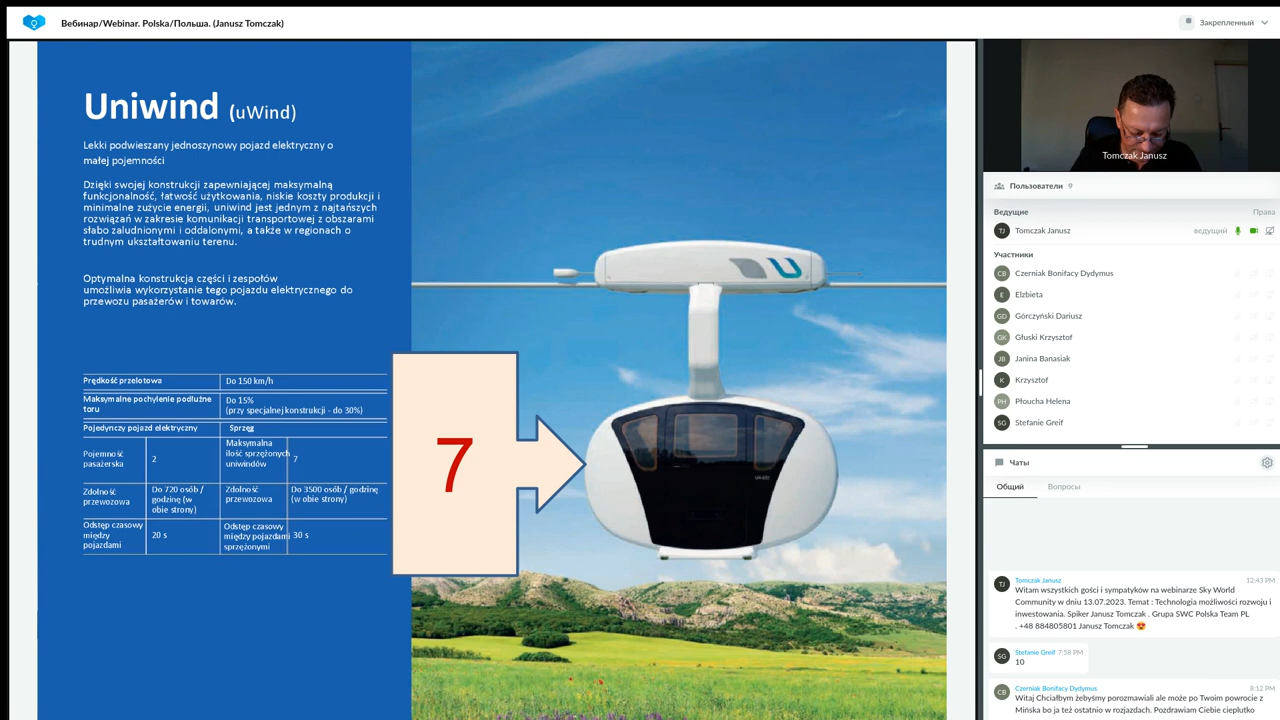 Вебинар/Webinar. Polska/Польша. (Janusz Tomczak)
Закрепленный
Uniwind (uWind)
Lekki podwieszany jednoszynowy pojazd elektryczny o
małej pojemności
Dzięki swojej konstrukcji zapewniającej maksymalną
funkcjonalność, łatwość użytkowania, niskie koszty produkcji i
minimalne zużycie energii, uniwind jest jednym z najtańszych
rozwiązań w zakresie komunikacji transportowej z obszarami
słabo zaludnionymi i oddalonymi, a także w regionach o
trudnym ukształtowaniu terenu.
Optymalna konstrukcja części i zespołów
umożliwia wykorzystanie tego pojazdu elektrycznego do
przewozu pasażerów i towarów.
Prędkość przelotowa
Do 150 km/h
Maksymalne pochylenie podłużne
toru
Do 15%
(przy specjalnej konstrukcji - do 30%)
Pojedynczy pojazd elektryczny
Sprzęg
Pojemność
pasażerska
2
Maksymalna
ilość sprzężonych
uniwindów
7
Zdolność
przewozowa
Do 720 osób /
godzinę (w
obie strony)
Zdolność
przewozowa
Do 3500 osób / godzinę
(w obie strony)
Odstęp czasowy
między
pojazdami
20 s
Odstęp czasowy
między pojazdami
sprzężonymi
30 s
7
Tomczak Janusz
Пользователи 9
Ведущие
Права
TJ Tomczak Janusz ведущий
Участники
CB Czerniak Bonifacy Dydymus
E Elzbieta
GD Górczyński Dariusz
GK Głuski Krzysztof
JB Janina Banasiak
K Krzysztof
PH Płoucha Helena
SG Stefanie Greif
Чаты
Общий Вопросы
TJ
Tomczak Janusz 12:43 PM
Witam wszystkich gości i sympatyków na webinarze Sky World
Community w dniu 13.07.2023. Temat : Technologia możliwości rozwoju i
inwestowania. Spiker Janusz Tomczak . Grupa SWC Polska Team PL
. +48 884805801 Janusz Tomczak 😍
SG
Stefanie Greif 7:58 PM
10
CB
Czerniak Bonifacy Dydymus 8:12 PM
Witaj Chciałbym żebyśmy porozmawiali ale może po Twoim powrocie z
Mińska bo ja też ostatnio w rozjazdach. Pozdrawiam Ciebie cieplutko